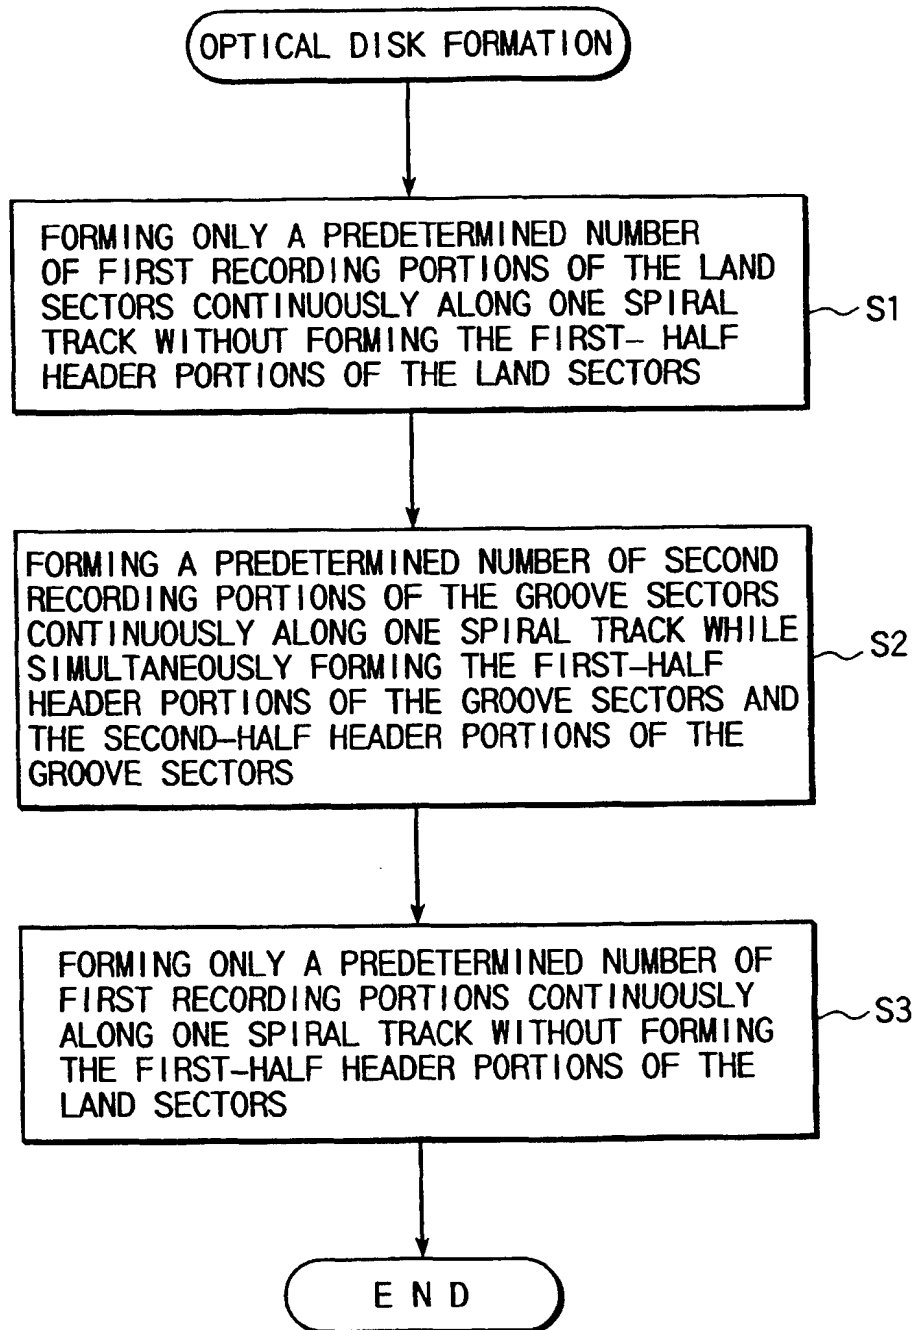 OPTICAL DISK FORMATION
FORMING ONLY A PREDETERMINED NUMBER
OF FIRST RECORDING PORTIONS OF THE LAND
SECTORS CONTINUOUSLY ALONG ONE SPIRAL
TRACK WITHOUT FORMING THE FIRST- HALF
HEADER PORTIONS OF THE LAND SECTORS
S1
FORMING A PREDETERMINED NUMBER OF SECOND
RECORDING PORTIONS OF THE GROOVE SECTORS
CONTINUOUSLY ALONG ONE SPIRAL TRACK WHILE
SIMULTANEOUSLY FORMING THE FIRST-HALF
HEADER PORTIONS OF THE GROOVE SECTORS AND
THE SECOND-HALF HEADER PORTIONS OF THE
GROOVE SECTORS
S2
FORMING ONLY A PREDETERMINED NUMBER OF
FIRST RECORDING PORTIONS CONTINUOUSLY
ALONG ONE SPIRAL TRACK WITHOUT FORMING
THE FIRST-HALF HEADER PORTIONS OF THE
LAND SECTORS
S3
END